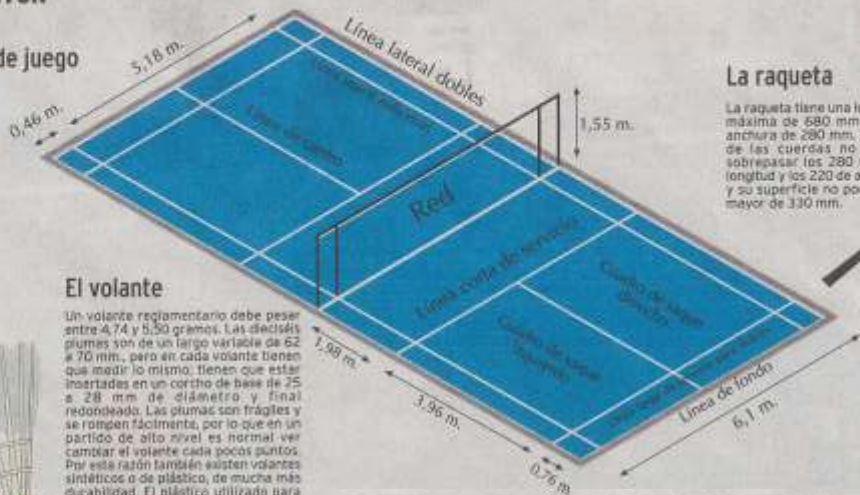 de juego
5,18 m.
0,46 m.
Línea lateral dobles
Línea de centro
1,55 m.
Red
Línea corta de servicio
Cuadro de saque
derecho
Cuadro de saque
izquierdo
Línea de fondo
1,98 m.
3,96 m.
0,76 m.
6,1 m.
La raqueta
La raqueta tiene una
máxima de 680 mm
anchura de 280 mm.
de las cuerdas no
sobrepasar los 280
longitud y los 220 de
y su superficie no
mayor de 330 mm.
El volante
Un volante reglamentario debe pesar
entre 4,74 y 5,50 gramos. Las dieciséis
plumas son de un largo variable de 62
a 70 mm., pero en cada volante tienen
que medir lo mismo, tienen que estar
insertadas en un corcho de base de 25
a 28 mm de diámetro y final
redondeado. Las plumas son frágiles y
se rompen fácilmente, por lo que en un
partido de alto nivel es normal ver
cambiar el volante cada pocos puntos.
Por esta razón también existen volantes
sintéticos o de plástico, de mucha más
durabilidad. El plástico utilizado para